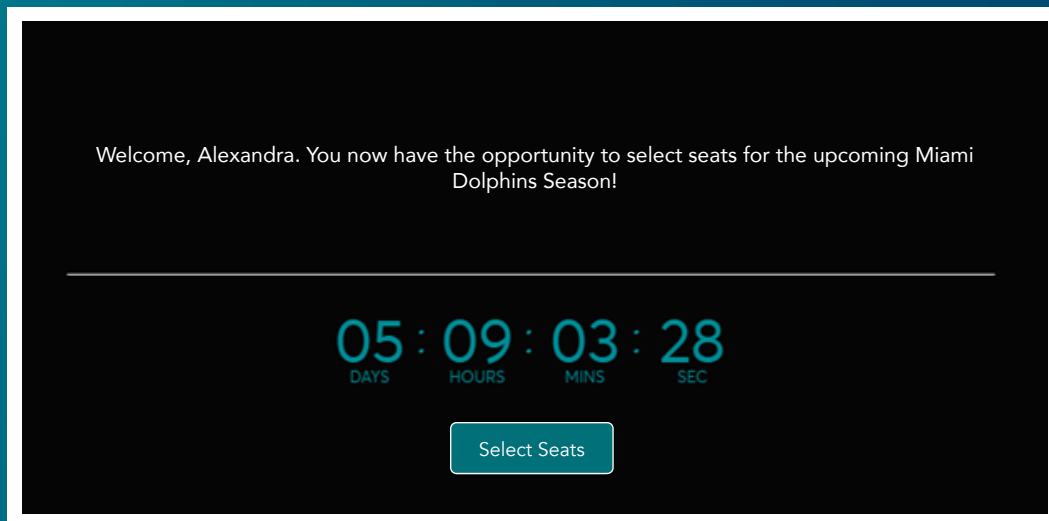 Welcome, Alexandra. You now have the opportunity to select seats for the upcoming Miami
Dolphins Season!
05 : 09 : 03 : 28
DAYS HOURS MINS SEC
Select Seats